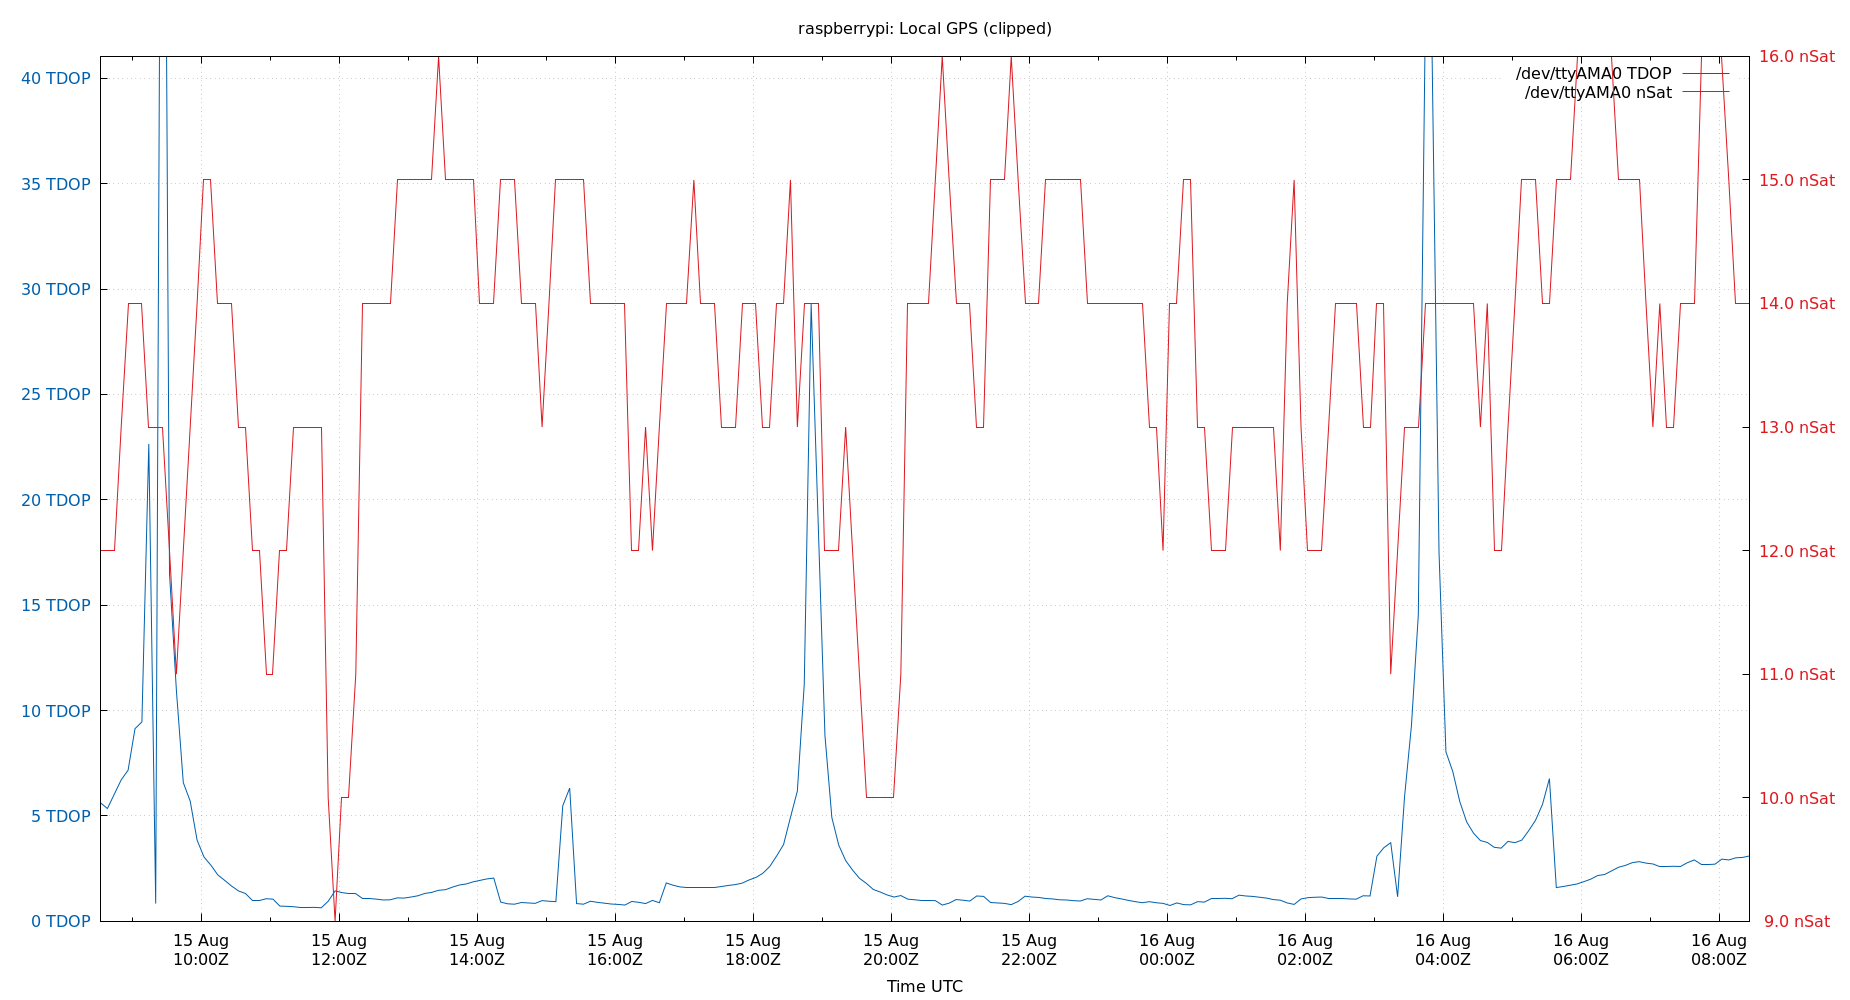 raspberrypi: Local GPS (clipped)
/dev/ttyAMA0 TDOP
/dev/ttyAMA0 nSat
40 TDOP
35 TDOP
30 TDOP
25 TDOP
20 TDOP
15 TDOP
10 TDOP
5 TDOP
0 TDOP
16.0 nSat
15.0 nSat
14.0 nSat
13.0 nSat
12.0 nSat
11.0 nSat
10.0 nSat
9.0 nSat
15 Aug
10:00Z
15 Aug
12:00Z
15 Aug
14:00Z
15 Aug
16:00Z
15 Aug
18:00Z
15 Aug
20:00Z
15 Aug
22:00Z
16 Aug
00:00Z
16 Aug
02:00Z
16 Aug
04:00Z
16 Aug
06:00Z
16 Aug
08:00Z
Time UTC